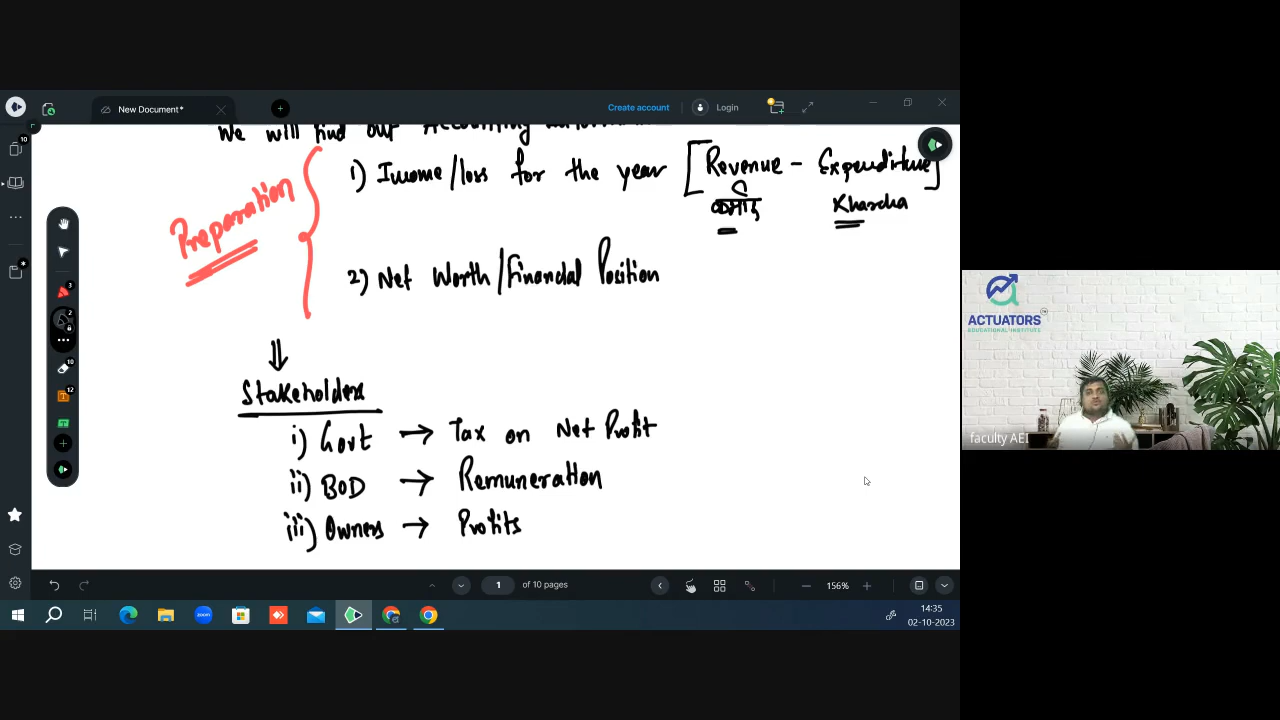 New Document*
Create account
Login
We will find out Accounting
1) Income/loss for the year [Revenue - Expenditure]
कमाई
Kharcha
Preparation
2) Net Worth/Financial Position
Stakeholders
i) Govt → Tax on Net Profit
ii) BOD → Remuneration
iii) Owners → Profits
ACTUATORS
EDUCATIONAL INSTITUTE
faculty AEI
1 of 10 pages
156%
zoom
14:35
02-10-2023